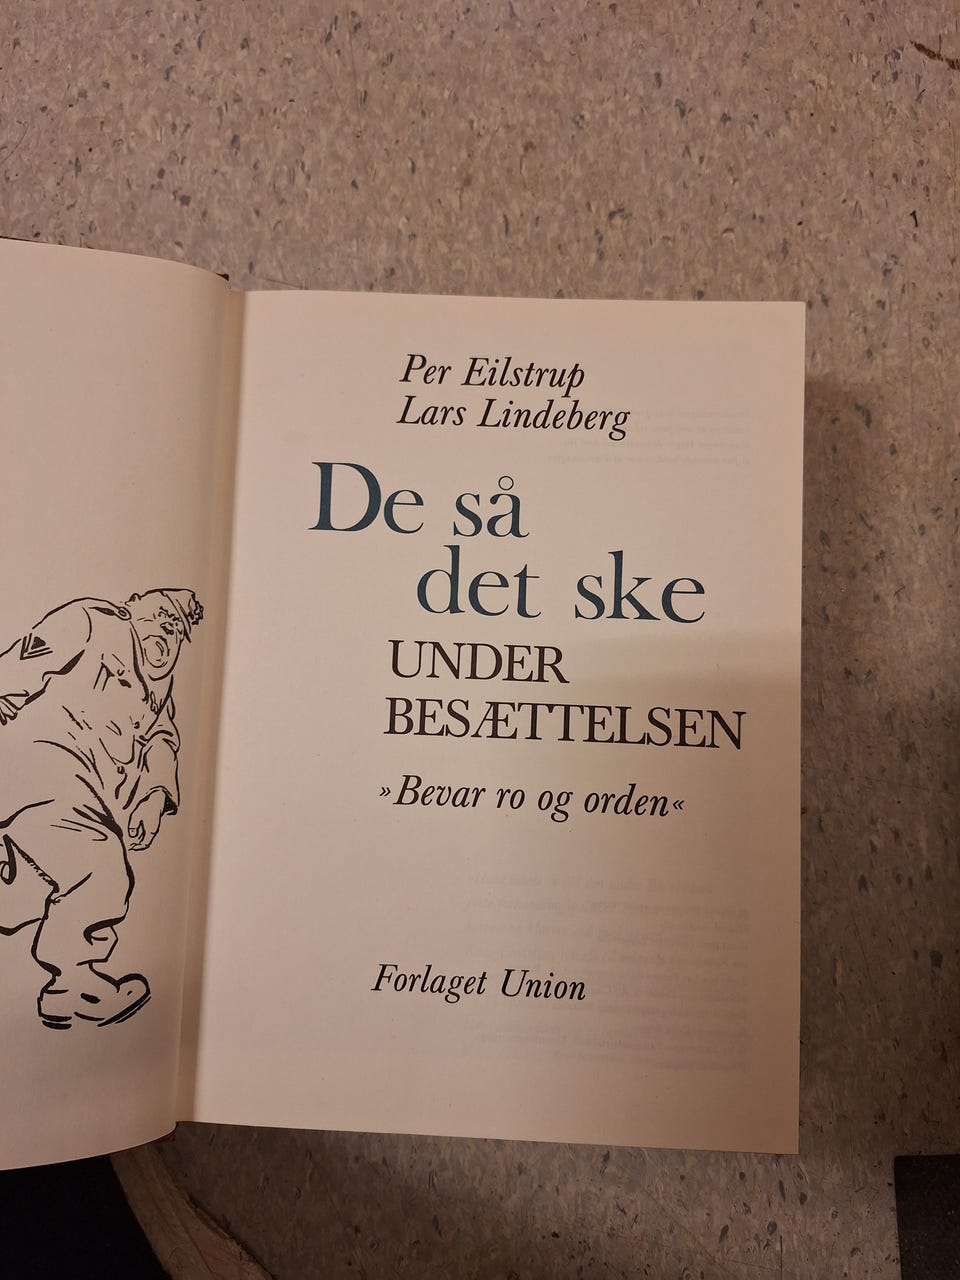 Per Eilstrup
Lars Lindeberg
De så
det ske
UNDER
BESÆTTELSEN
»Bevar ro og orden«
Forlaget Union